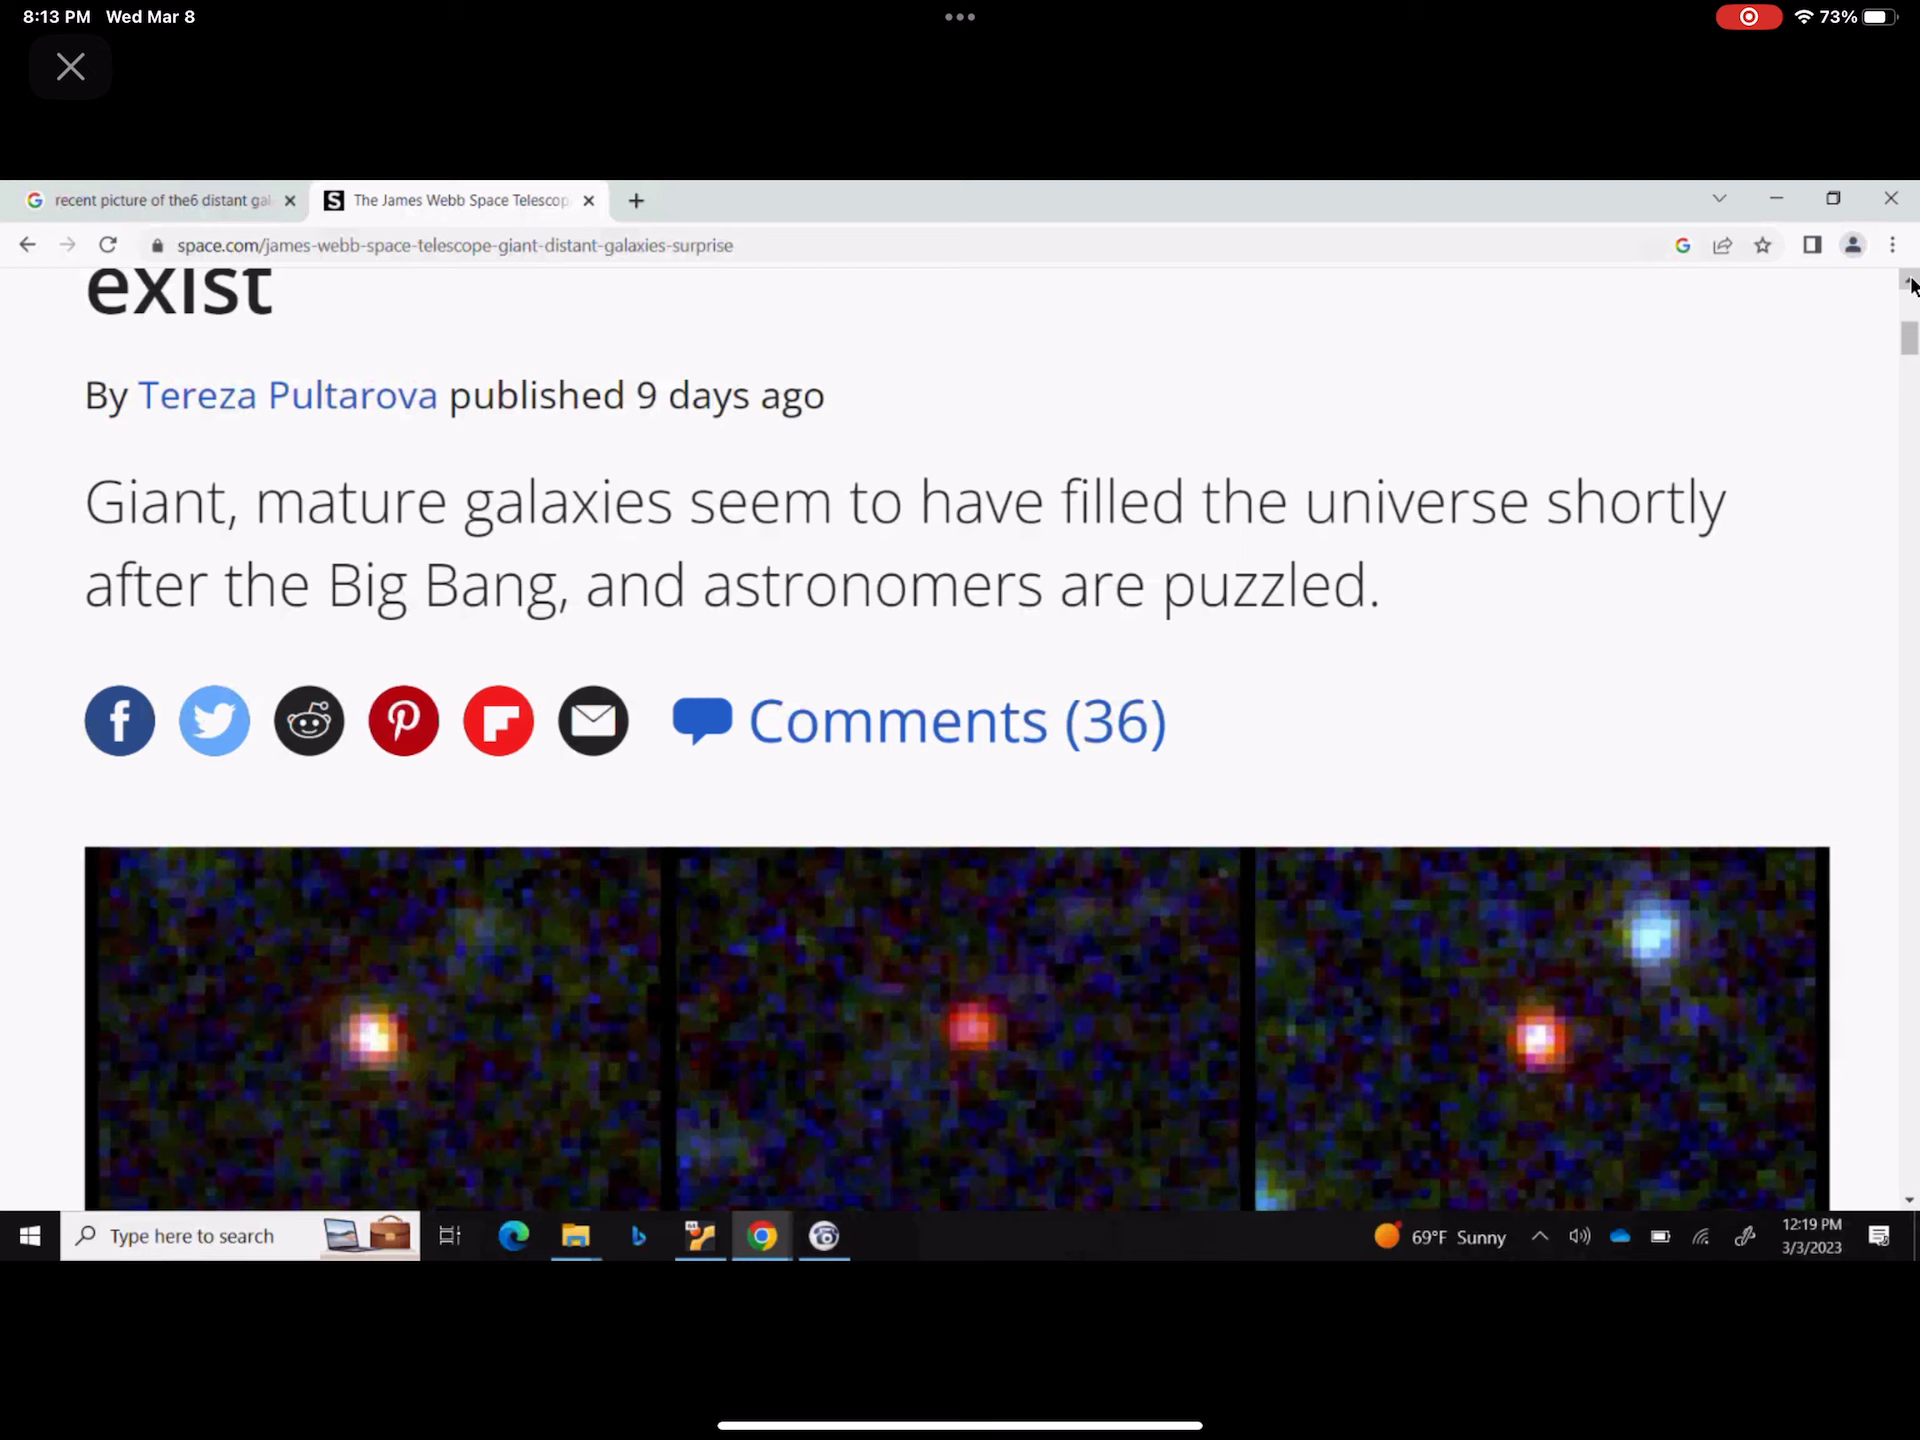 8:13 PM Wed Mar 8
73%
recent picture of the6 distant gal
The James Webb Space Telescop
space.com/james-webb-space-telescope-giant-distant-galaxies-surprise
exist
By Tereza Pultarova published 9 days ago
Giant, mature galaxies seem to have filled the universe shortly
after the Big Bang, and astronomers are puzzled.
Comments (36)
Type here to search
69°F Sunny
12:19 PM
3/3/2023